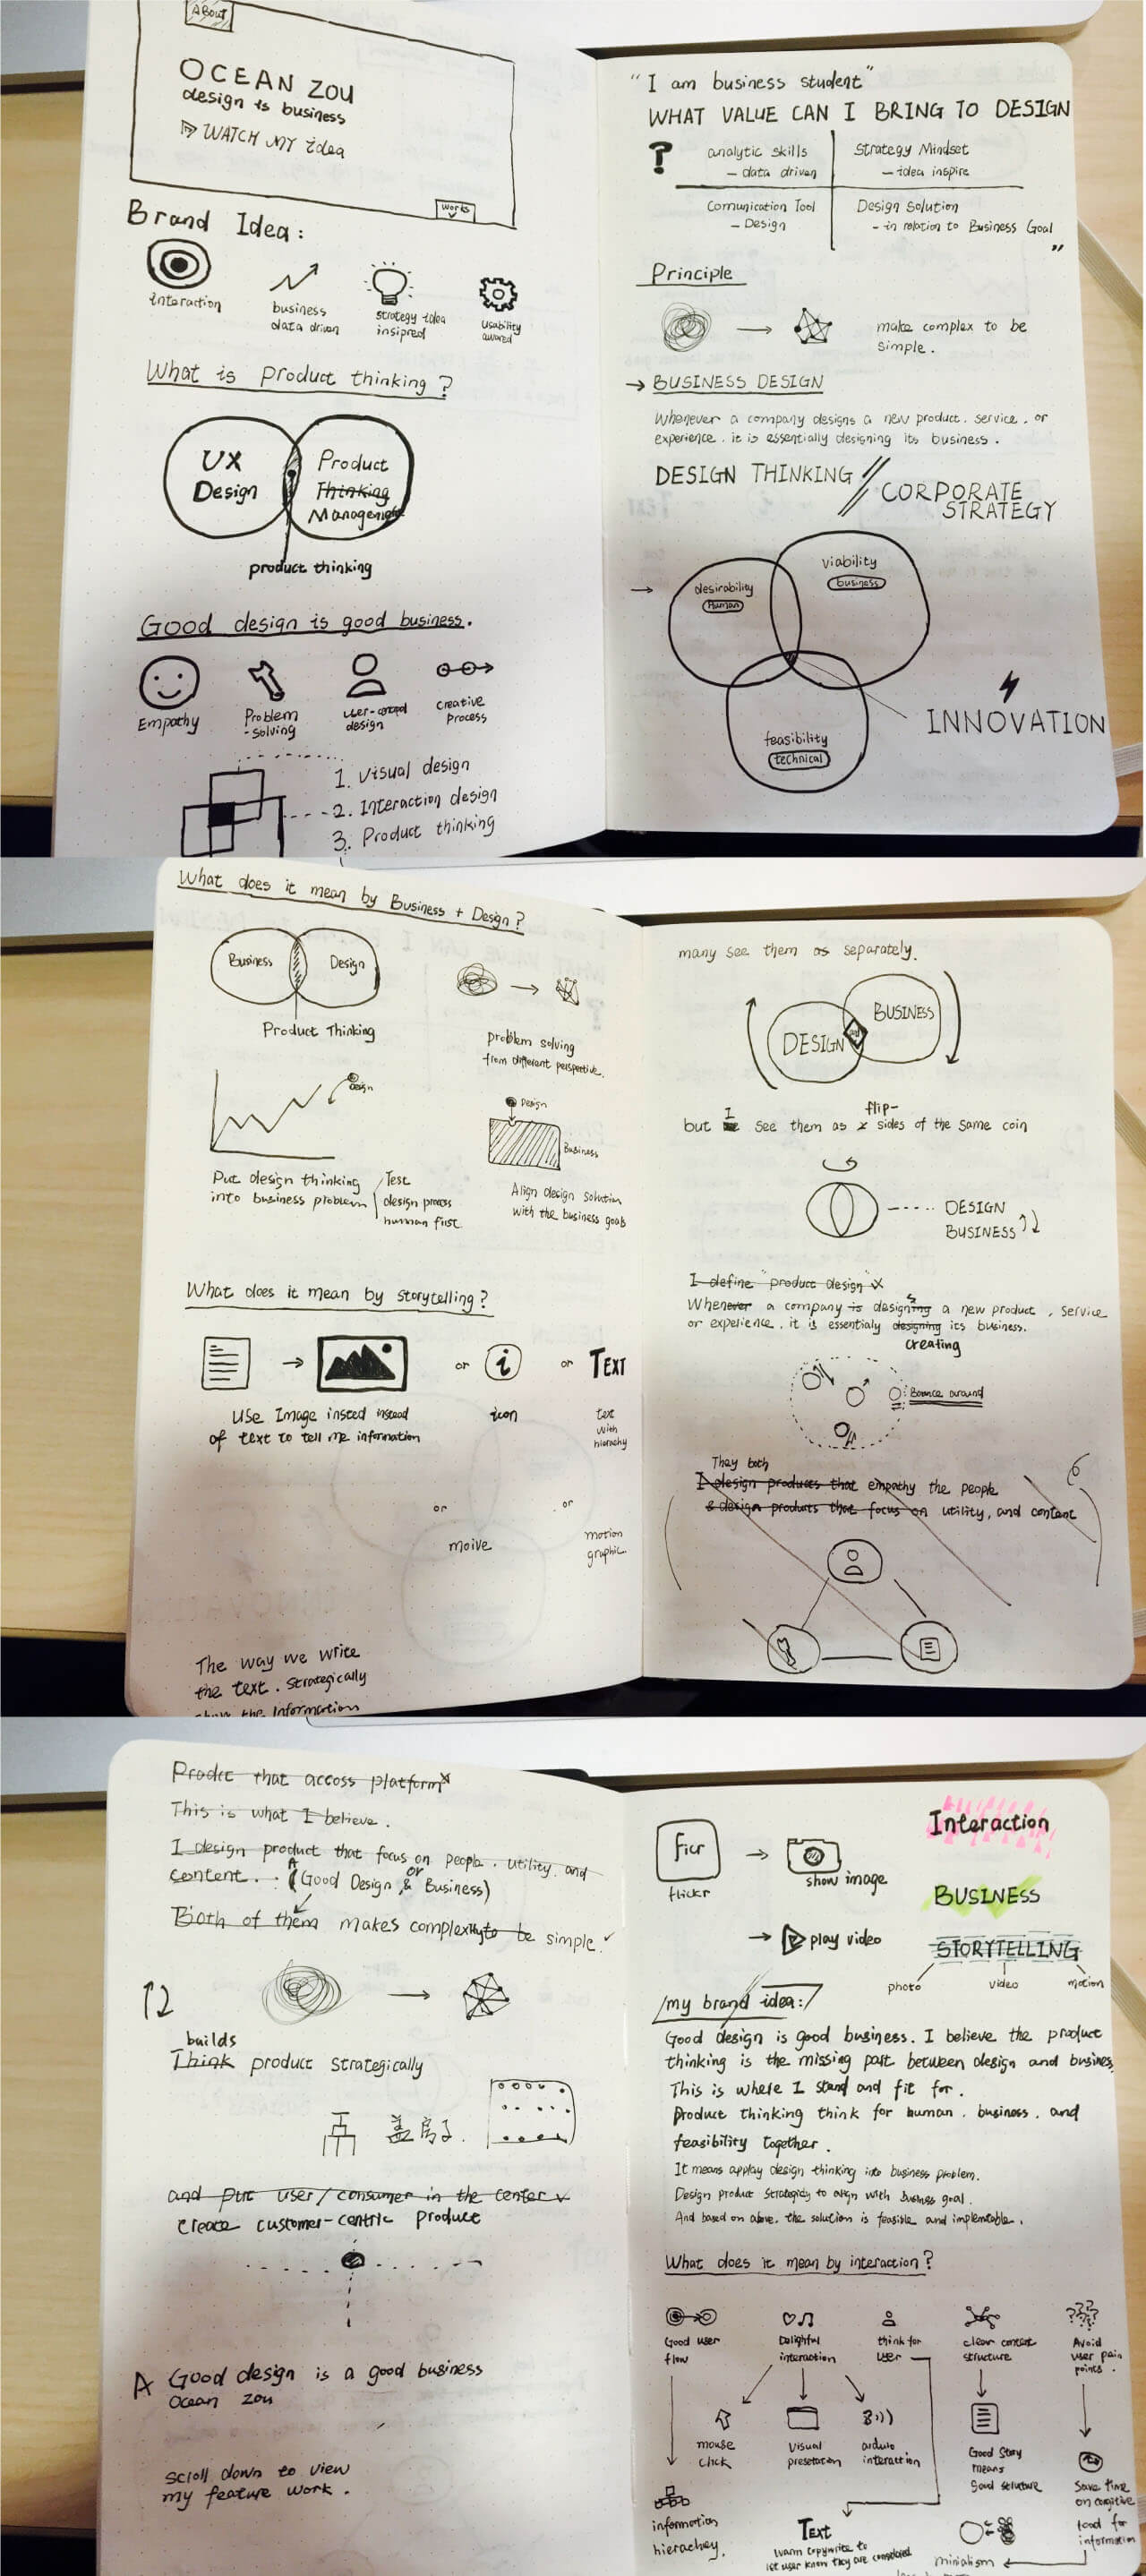 About
OCEAN ZOU
design is business
WATCH MY idea
works
Brand Idea:
Interaction
business
data driven
strategy idea
insipred
usability
awared
What is product thinking?
UX
Design
Product
Thinking
Management
product thinking
Good design is good business.
Empathy
Problem
-solving
design
creative
Process
1. Visual design
2. Interaction design
3. Product thinking
"I am business student"
WHAT VALUE CAN I BRING TO DESIGN
?
analytic skills
- data driven
Strategy Mindset
- idea inspire
Comunication Tool
- Design
Design Solution
- in relation to Business Goal
"
Principle
make complex to be
simple.
→ BUSINESS DESIGN
Whenever a company designs a new product. service. or
experience. it is essentially designing its business.
DESIGN THINKING // CORPORATE
STRATEGY
desirability
Human
viability
business
feasibility
technical
INNOVATION
What does it mean by Business + Design?
Business
Design
Product Thinking
problem solving
from different perspective.
Design
Put design thinking
into business problem
Test
design process
human first
Design
Business
Align design solution
with the business goals
What does it mean by storytelling?
or
i
or
TEXT
Use Image insted instead
of text to tell me information
icon
text
with
hierachy
or
moive
or
motion
graphic.
The way we write
the text. strategically
show the information
many see them as separately.
DESIGN
BUSINESS
flip-
but I see them as sides of the same coin
DESIGN
BUSINESS
I define "product design" x
Whenever a company is designing a new product, service
or experience, it is essentialy designing its business.
creating
Bounce around
They both
I design products that empathy the people
& design products that focus on utility, and content
Prodct that access platform
This is what I believe.
I design product that focus on people. utility. and
content. (A Good Design & or Business)
Both of them makes complexity to be simple.
builds
Think product strategically
盖房子.
and put user/consumer in the center
create customer-centric product
A Good design is a good business
Ocean Zou
scroll down to view
my feature work.
flickr
→ show image
→ play video
Interaction
BUSINESS
STORYTELLING
photo
video
motion
/my brand idea:/
Good design is good business. I believe the product
thinking is the missing part between design and busines
This is where I stand and fit for.
Product thinking think for human. business. and
feasibility together.
It means applay design thinking into business problem.
Design product strategicly to align with business goal.
And based on above. the solution is feasible and implemtable.
What does it mean by interaction?
Good user
flow
Delightful
interaction
think for
user
clear content
structure
Avoid
user pain
points.
mouse
click
Visual
presetation
arduio
interaction
Good Story
means
Good structure
Save time
on cognitive
load for
information
information
hierachey.
TEXT
warm copywrite to
let user know they are considered
minialism